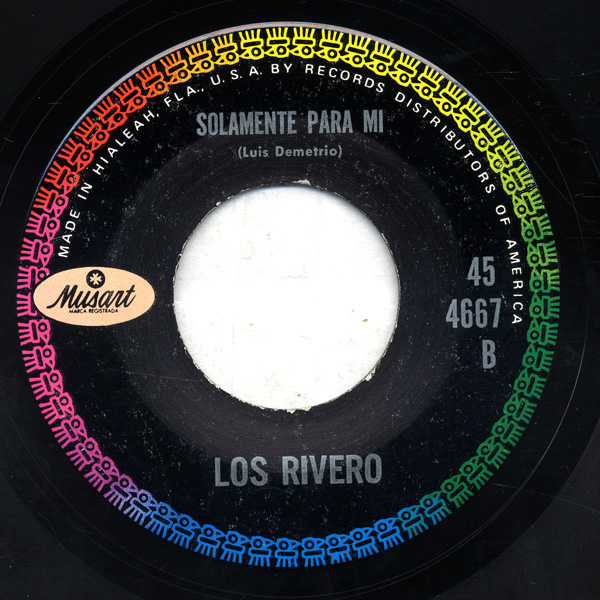 MADE IN HIALEAH, FLA., U.S.A. BY RECORDS DISTRIBUTORS OF AMERICA
SOLAMENTE PARA MI
(Luis Demetrio)
45
4667
B
Musart
MARCA REGISTRADA
LOS RIVERO